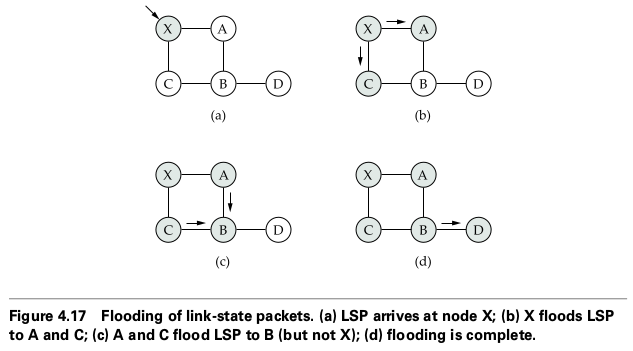 X A
C B D
(a)
X A
C B D
(b)
X A
C B D
(c)
X A
C B D
(d)
Figure 4.17 Flooding of link-state packets. (a) LSP arrives at node X; (b) X floods LSP
to A and C; (c) A and C flood LSP to B (but not X); (d) flooding is complete.